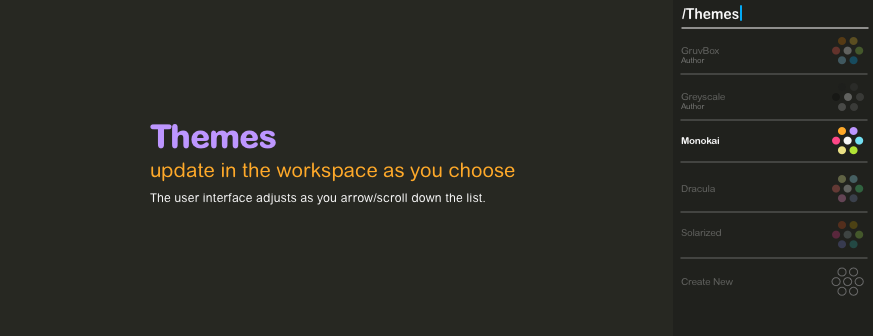 Themes
update in the workspace as you choose
The user interface adjusts as you arrow/scroll down the list.
/Themes
GruvBox
Author
Greyscale
Author
Monokai
Dracula
Solarized
Create New